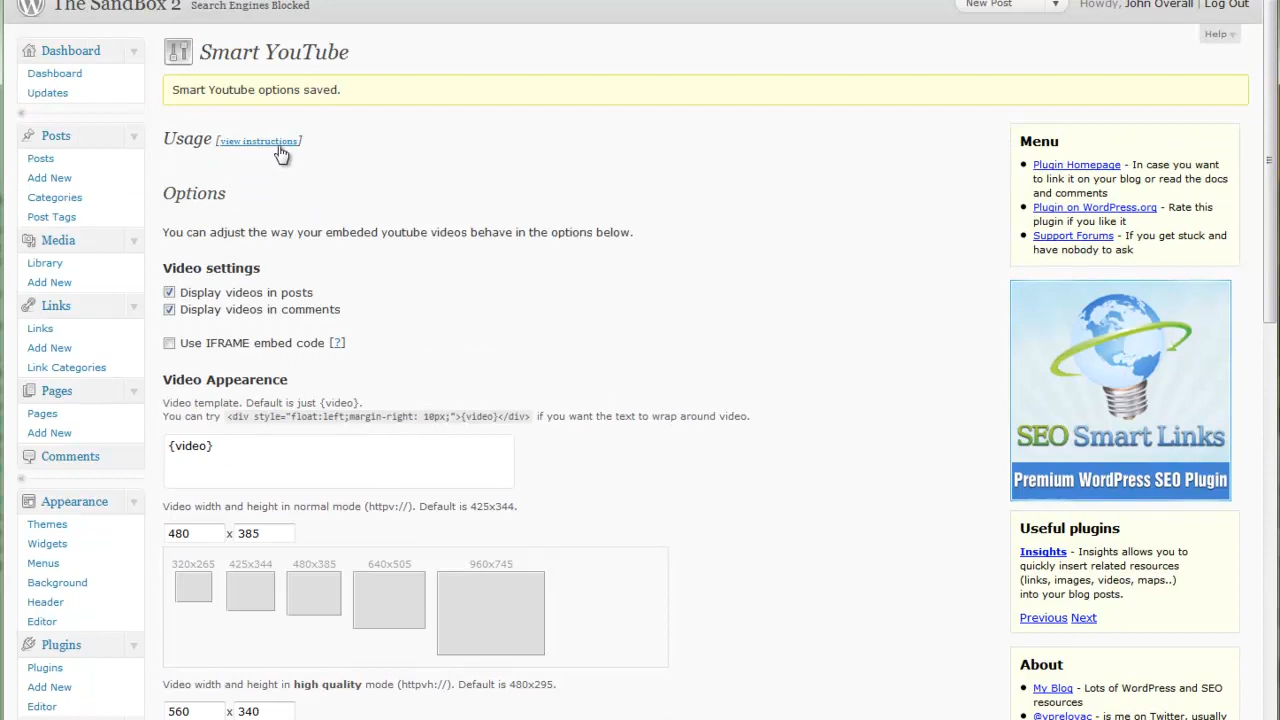 The SandBox 2 Search Engines Blocked
New Post
Howdy, John Overall | Log Out
Help
Dashboard
Dashboard
Updates
Posts
Posts
Add New
Categories
Post Tags
Media
Library
Add New
Links
Links
Add New
Link Categories
Pages
Pages
Add New
Comments
Appearance
Themes
Widgets
Menus
Background
Header
Editor
Plugins
Plugins
Add New
Editor
Smart YouTube
Smart Youtube options saved.
Usage [view instructions]
Options
You can adjust the way your embeded youtube videos behave in the options below.
Video settings
Display videos in posts
Display videos in comments
Use IFRAME embed code [?]
Video Appearence
Video template. Default is just {video}.
You can try <div style="float:left;margin-right: 10px;">{video}</div> if you want the text to wrap around video.
{video}
Video width and height in normal mode (httpv://). Default is 425x344.
480 x 385
320x265 425x344 480x385 640x505 960x745
Video width and height in high quality mode (httpvh://). Default is 480x295.
560 x 340
Menu
Plugin Homepage - In case you want
to link it on your blog or read the docs
and comments
Plugin on WordPress.org - Rate this
plugin if you like it
Support Forums - If you get stuck and
have nobody to ask
SEO Smart Links
Premium WordPress SEO Plugin
Useful plugins
Insights - Insights allows you to
quickly insert related resources
(links, images, videos, maps..)
into your blog posts.
Previous Next
About
My Blog - Lots of WordPress and SEO
resources
@vprelovac - is me on Twitter, usually